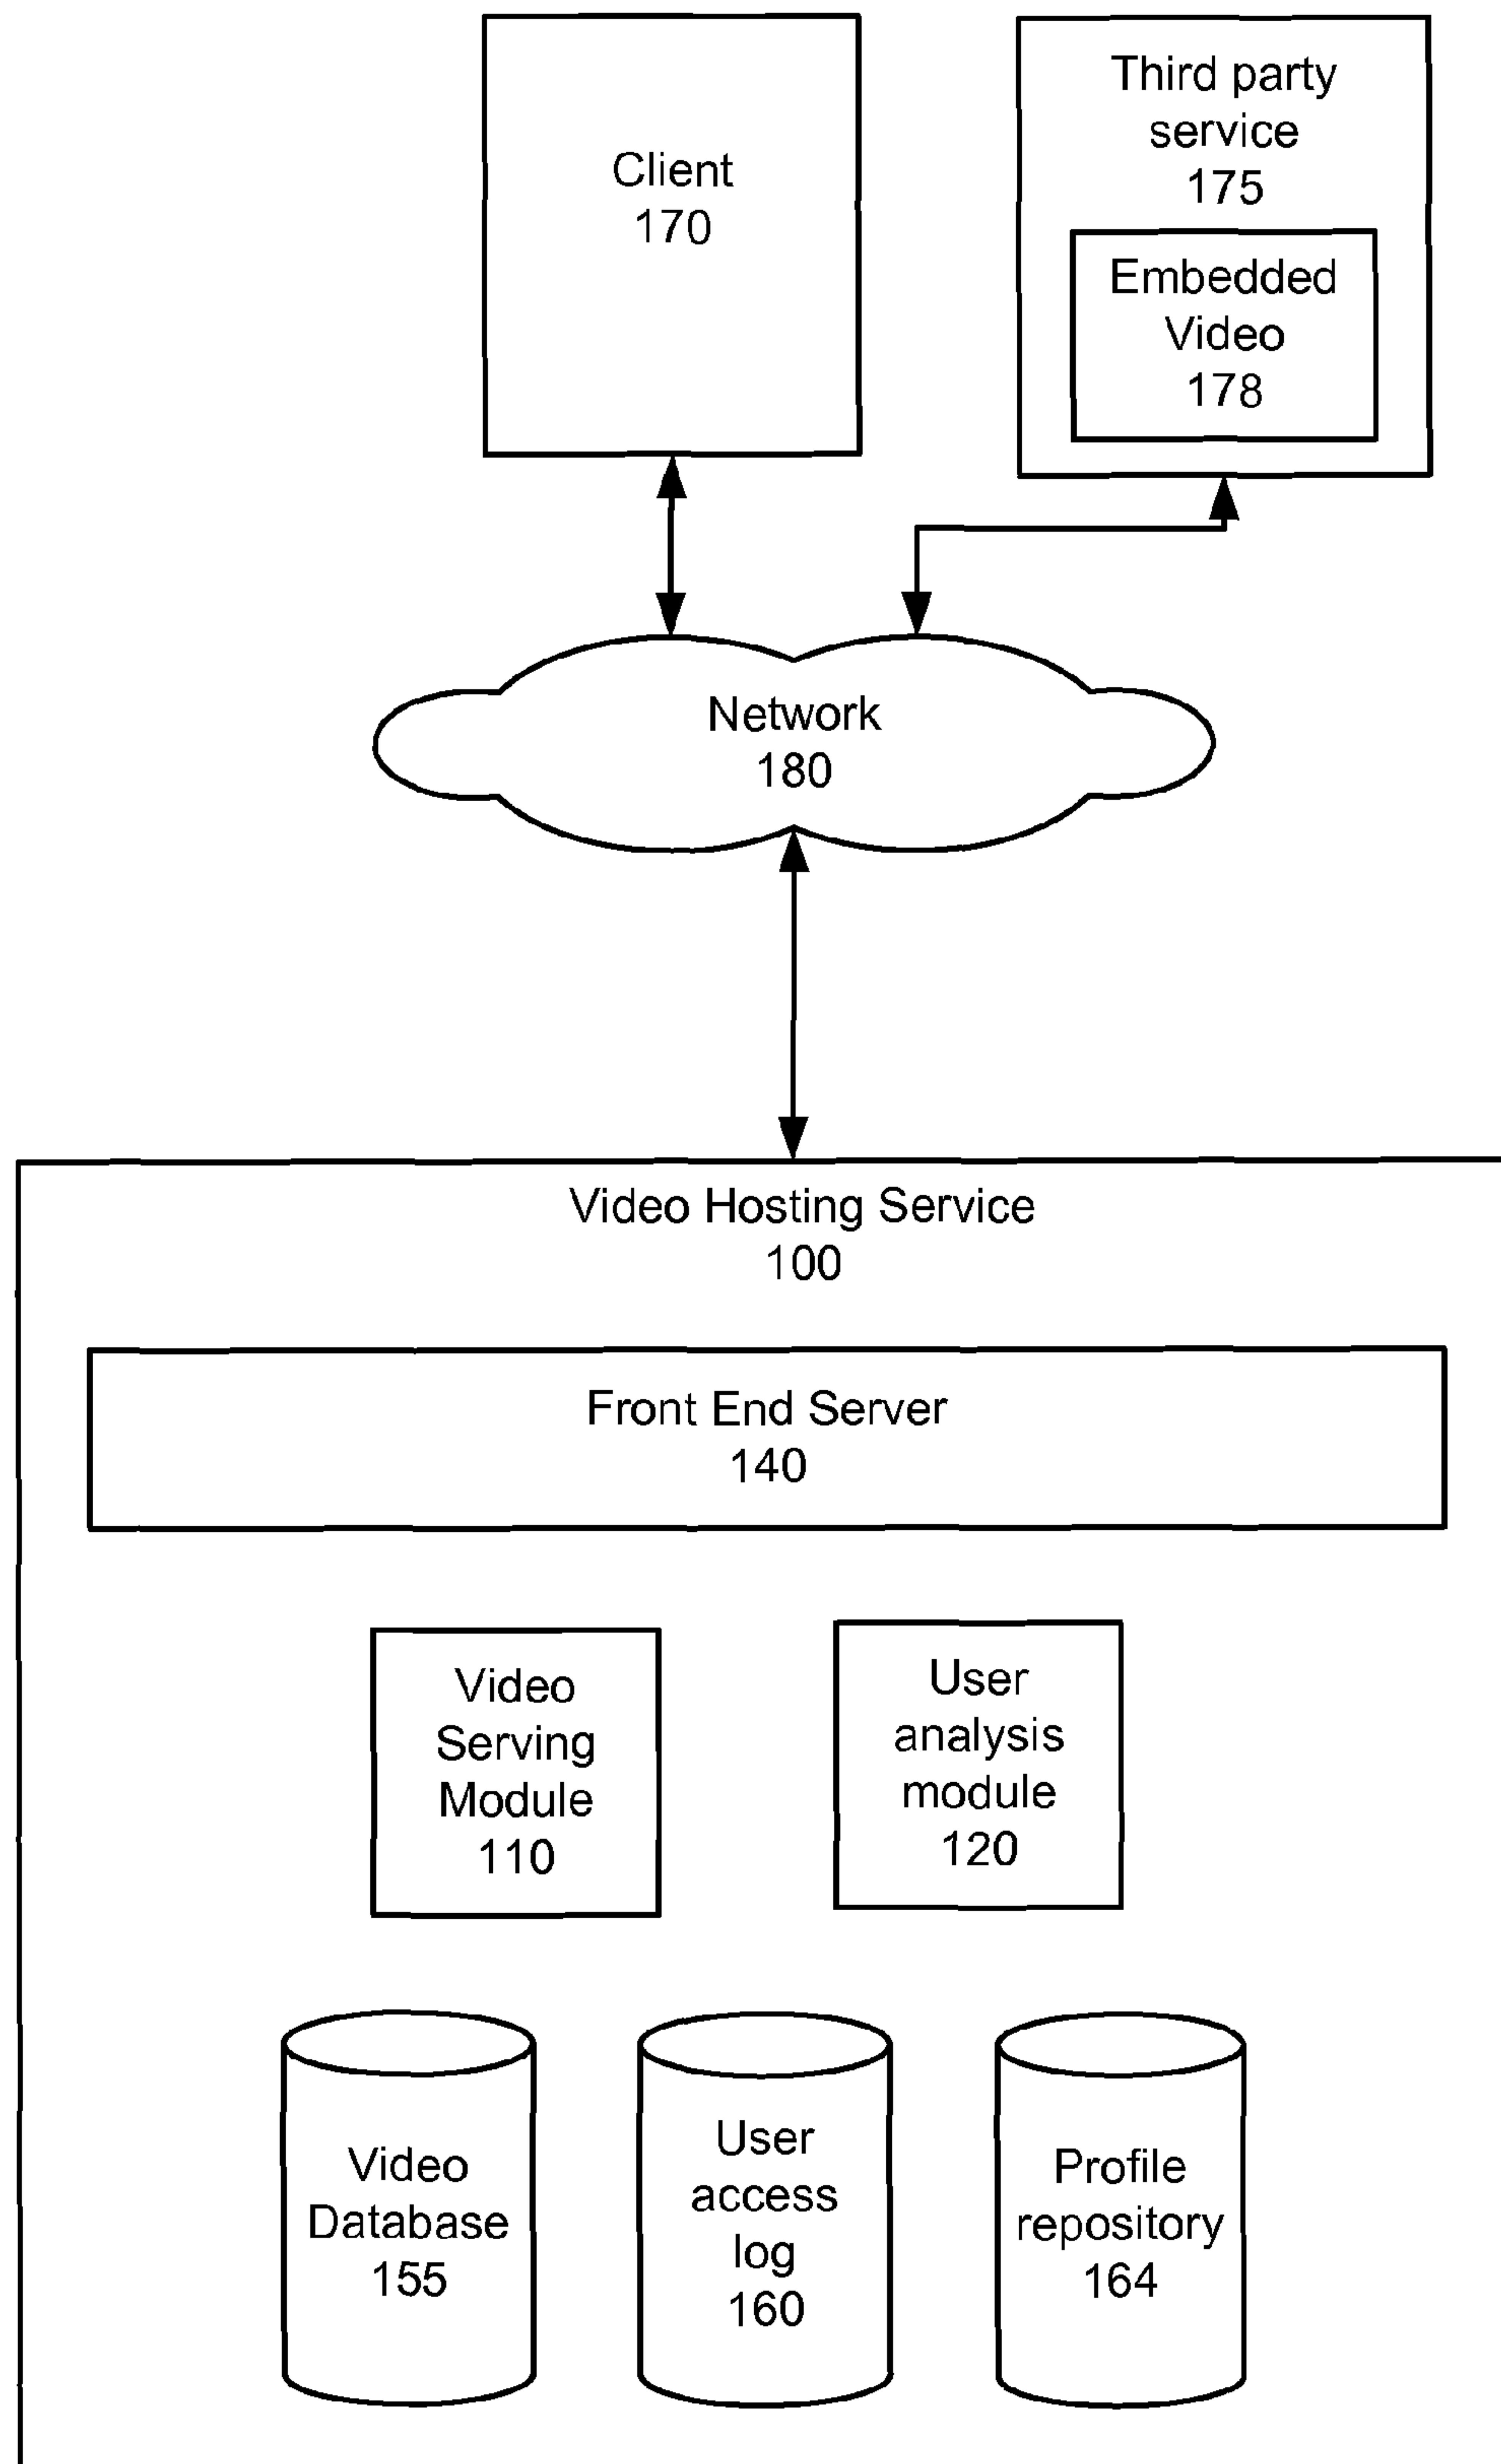 Client
170
Third party
service
175
Embedded
Video
178
Network
180
Video Hosting Service
100
Front End Server
140
Video
Serving
Module
110
User
analysis
module
120
Video
Database
155
User
access
log
160
Profile
repository
164